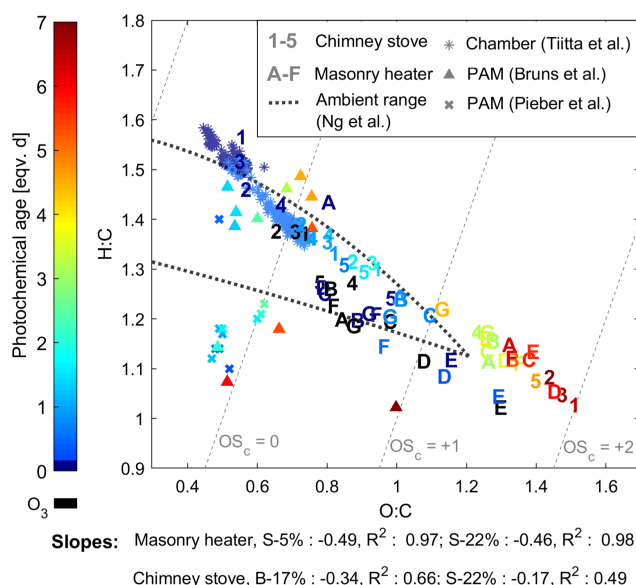 7
6
5
4
3
2
1
0
O3
Photochemical age [eqv. d]
1.8
1.7
1.6
1.5
1.4
1.3
1.2
1.1
1
0.9
H:C
1-5 Chimney stove
A-F Masonry heater
Ambient range
(Ng et al.)
Chamber (Tiitta et al.)
PAM (Bruns et al.)
PAM (Pieber et al.)
OSc = 0
OSc = +1
OSc = +2
0.4 0.6 0.8 1 1.2 1.4 1.6
O:C
Slopes: Masonry heater, S-5% : -0.49, R2 : 0.97; S-22% : -0.46, R2 : 0.98
Chimney stove, B-17% : -0.34, R2 : 0.66; S-22% : -0.17, R2 : 0.49